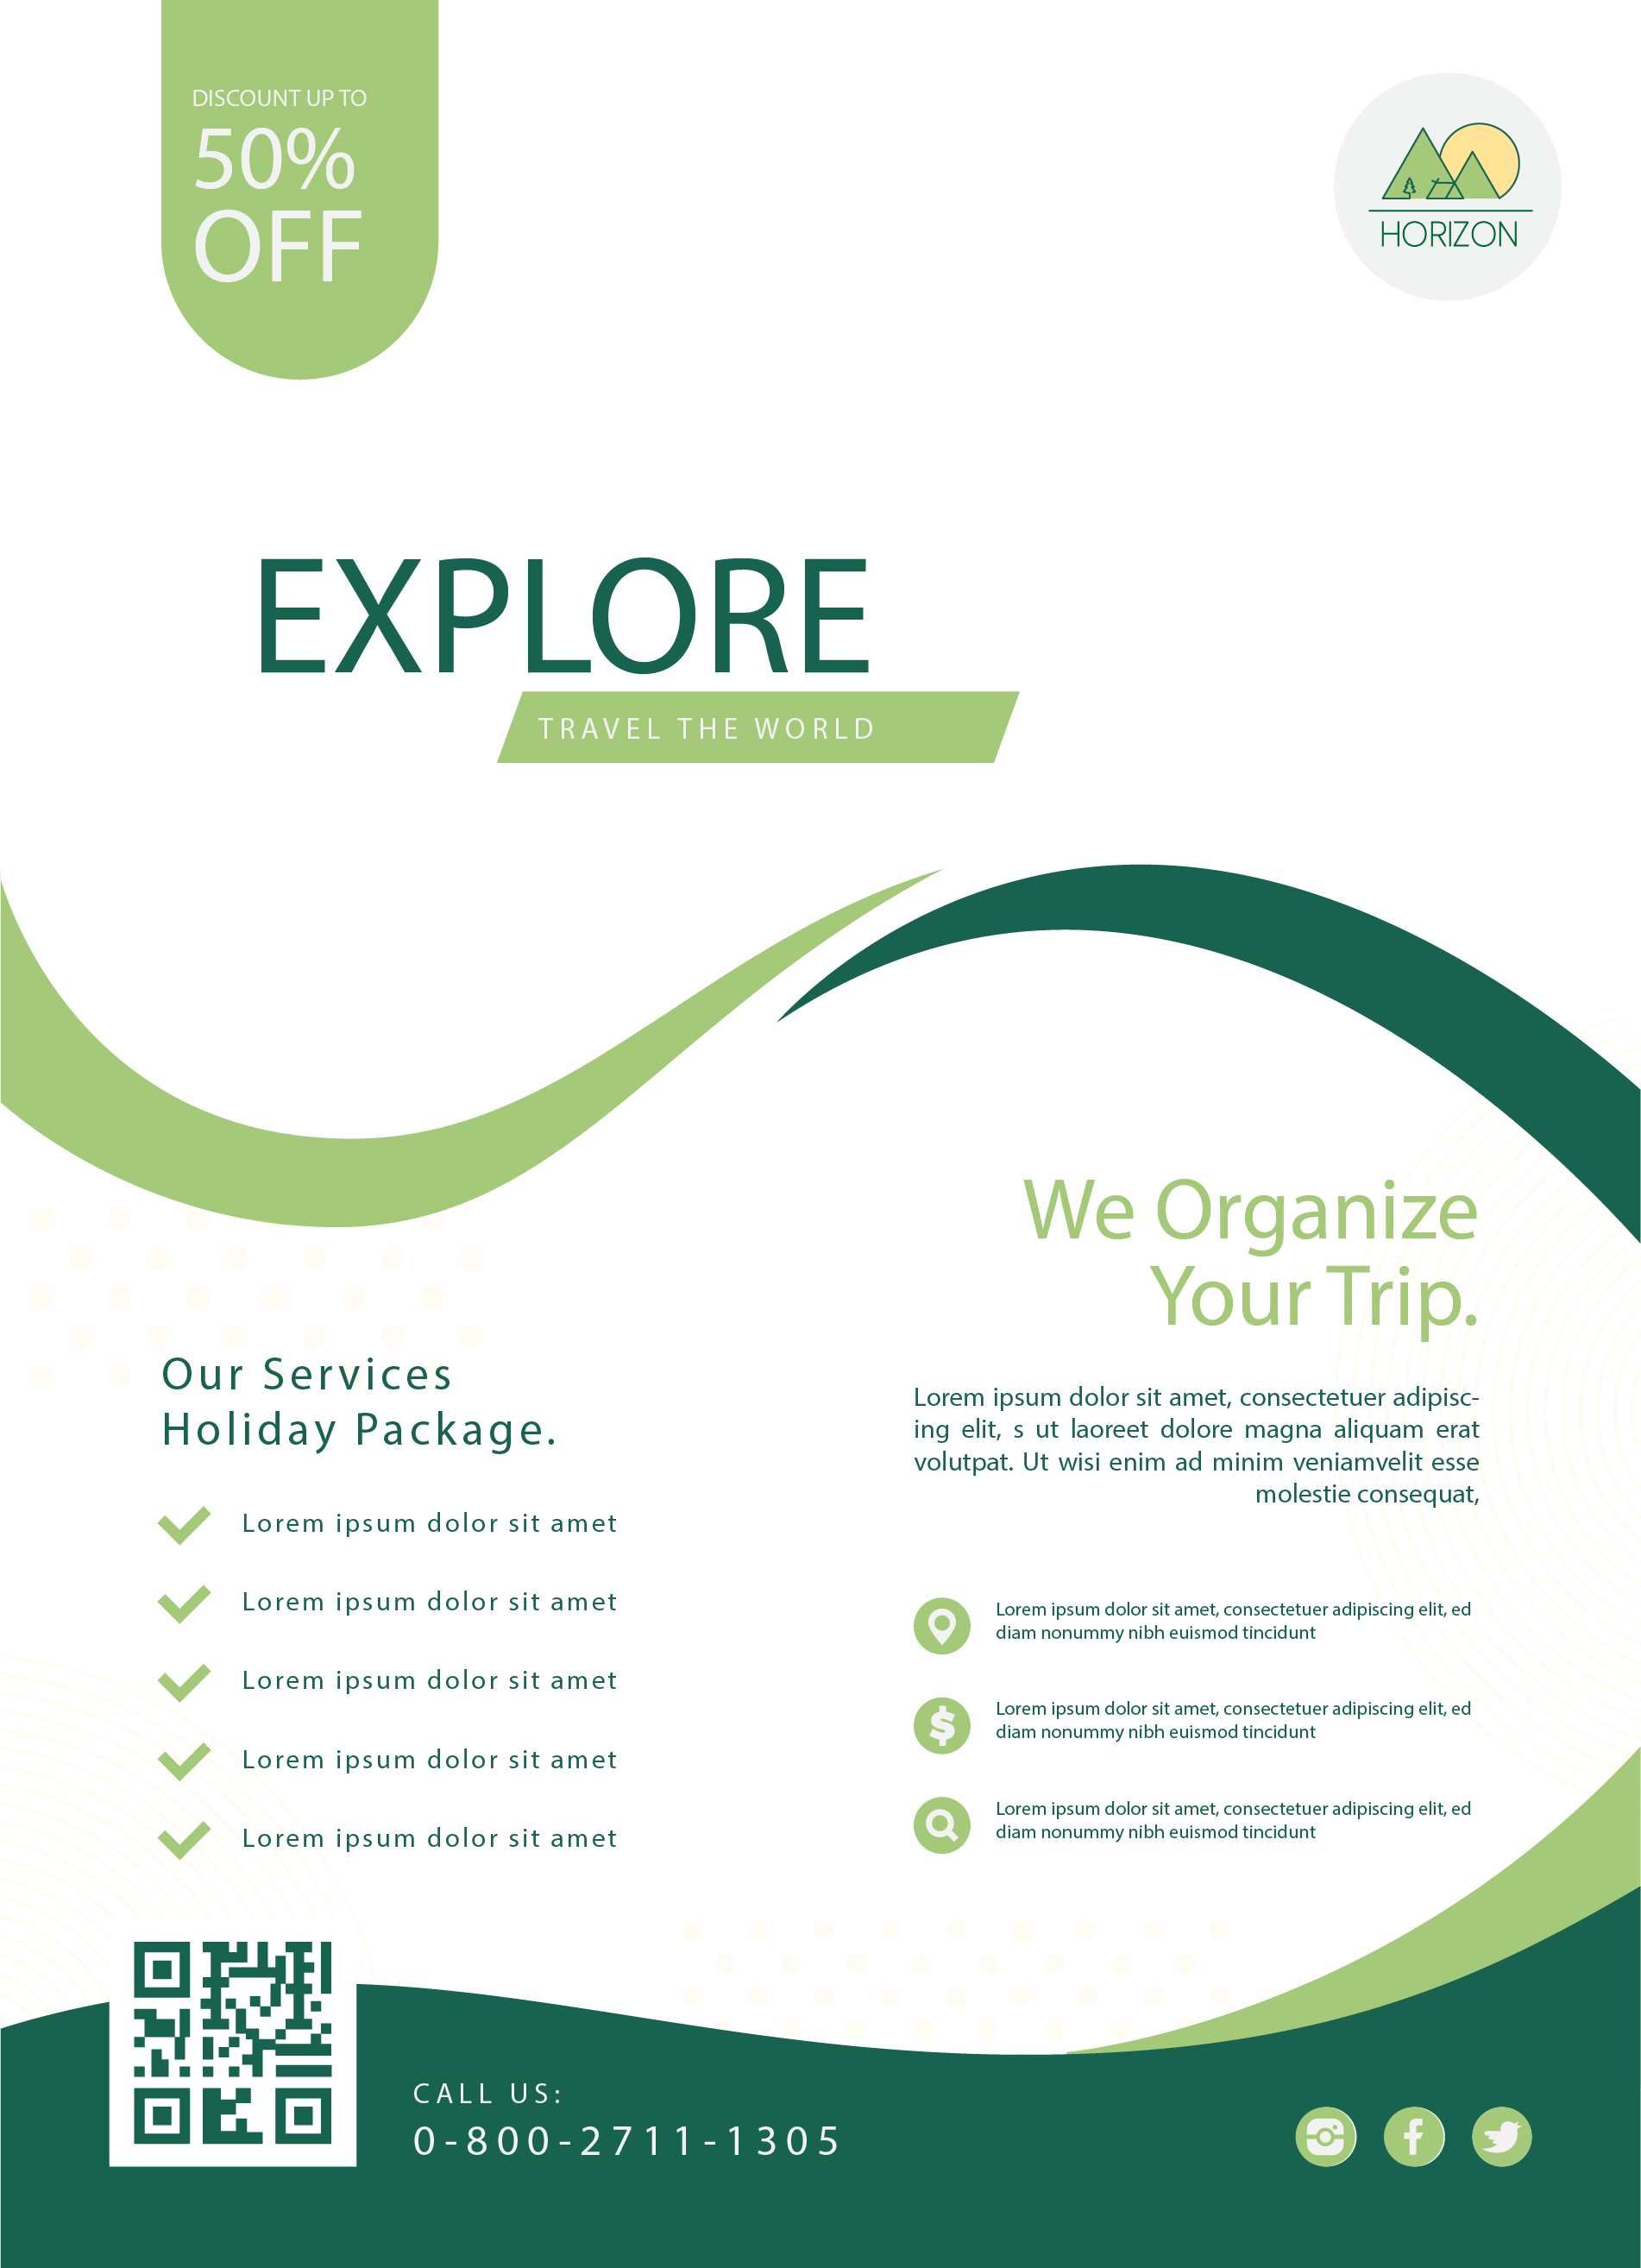 DISCOUNT UP TO
50%
OFF
HORIZON
EXPLORE
TRAVEL THE WORLD
We Organize
Your Trip.
Lorem ipsum dolor sit amet, consectetuer adipisc-
ing elit, s ut laoreet dolore magna aliquam erat
volutpat. Ut wisi enim ad minim veniamvelit esse
molestie consequat,
Our Services
Holiday Package.
Lorem ipsum dolor sit amet
Lorem ipsum dolor sit amet
Lorem ipsum dolor sit amet
Lorem ipsum dolor sit amet
Lorem ipsum dolor sit amet
Lorem ipsum dolor sit amet, consectetuer adipiscing elit, ed
diam nonummy nibh euismod tincidunt
Lorem ipsum dolor sit amet, consectetuer adipiscing elit, ed
diam nonummy nibh euismod tincidunt
Lorem ipsum dolor sit amet, consectetuer adipiscing elit, ed
diam nonummy nibh euismod tincidunt
CALL US:
0-800-2711-1305